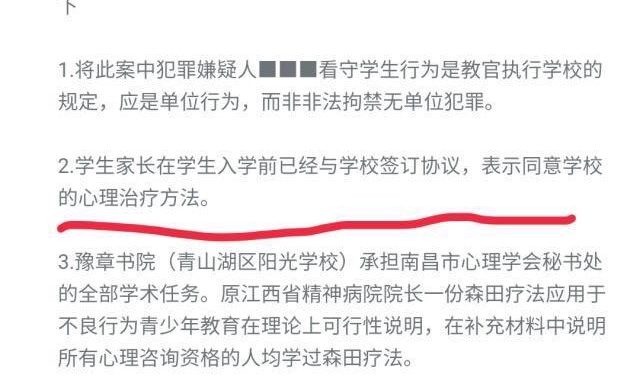 1.将此案中犯罪嫌疑人■■■看守学生行为是教官执行学校的
规定，应是单位行为，而非非法拘禁无单位犯罪。
2.学生家长在学生入学前已经与学校签订协议，表示同意学校
的心理治疗方法。
3.豫章书院（青山湖区阳光学校）承担南昌市心理学会秘书处
的全部学术任务。原江西省精神病院院长一份森田疗法应用于
不良行为青少年教育在理论上可行性说明，在补充材料中说明
所有心理咨询资格的人均学过森田疗法。